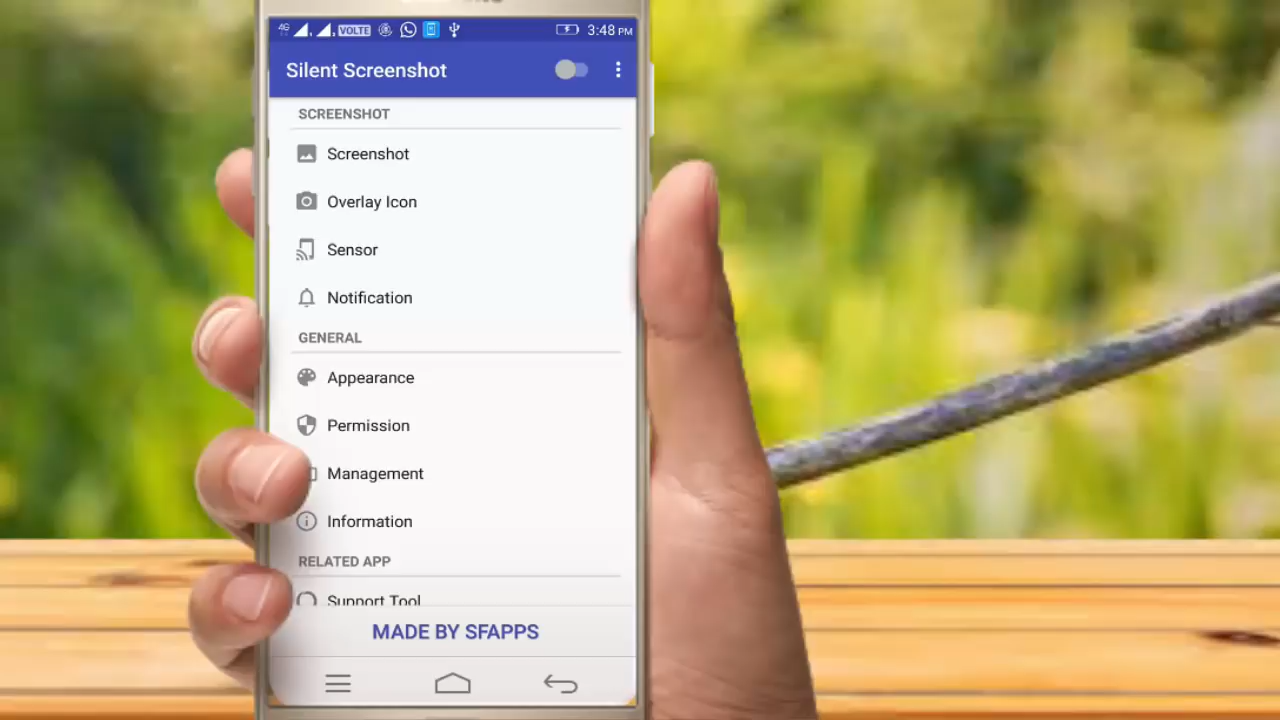 4G VOLTE 3:48 PM
Silent Screenshot
SCREENSHOT
Screenshot
Overlay Icon
Sensor
Notification
GENERAL
Appearance
Permission
Management
Information
RELATED APP
Support Tool
MADE BY SFAPPS